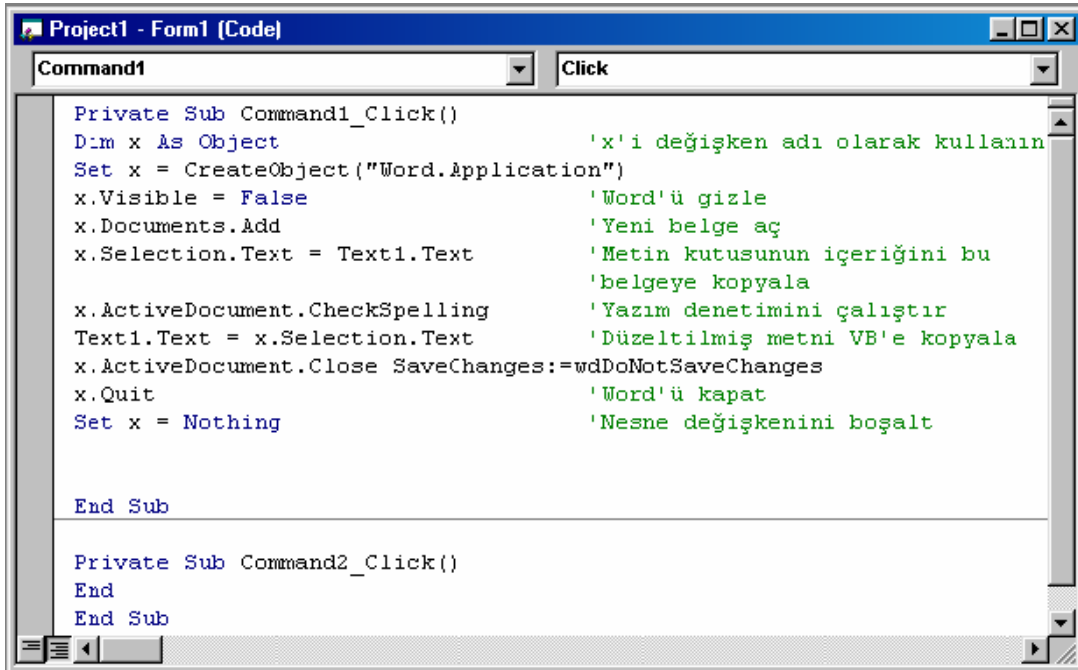 Project1 - Form1 (Code)
Command1 Click
Private Sub Command1_Click()
Dim x As Object 'x'i değişken adı olarak kullanın
Set x = CreateObject("Word.Application")
x.Visible = False 'Word'ü gizle
x.Documents.Add 'Yeni belge aç
x.Selection.Text = Text1.Text 'Metin kutusunun içeriğini bu
'belgeye kopyala
x.ActiveDocument.CheckSpelling 'Yazım denetimini çalıştır
Text1.Text = x.Selection.Text 'Düzeltilmiş metni VB'e kopyala
x.ActiveDocument.Close SaveChanges:=wdDoNotSaveChanges
x.Quit 'Word'ü kapat
Set x = Nothing 'Nesne değişkenini boşalt
End Sub
Private Sub Command2_Click()
End
End Sub